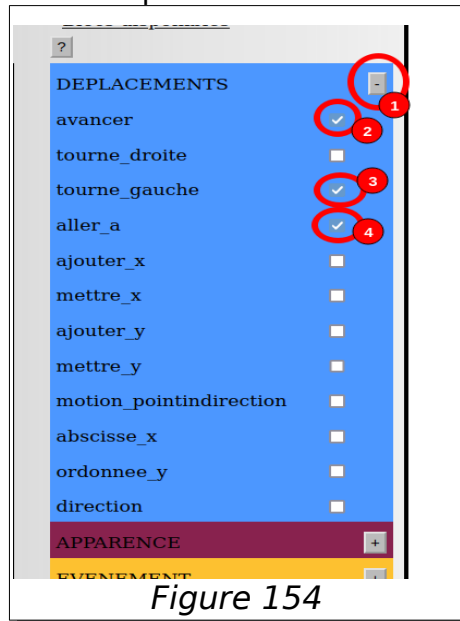 ?
DEPLACEMENTS -
1
avancer
2
tourne_droite
tourne_gauche
3
aller_a
4
ajouter_x
mettre_x
ajouter_y
mettre_y
motion_pointindirection
abscisse_x
ordonnee_y
direction
APPARENCE +
EVENEMENT
Figure 154